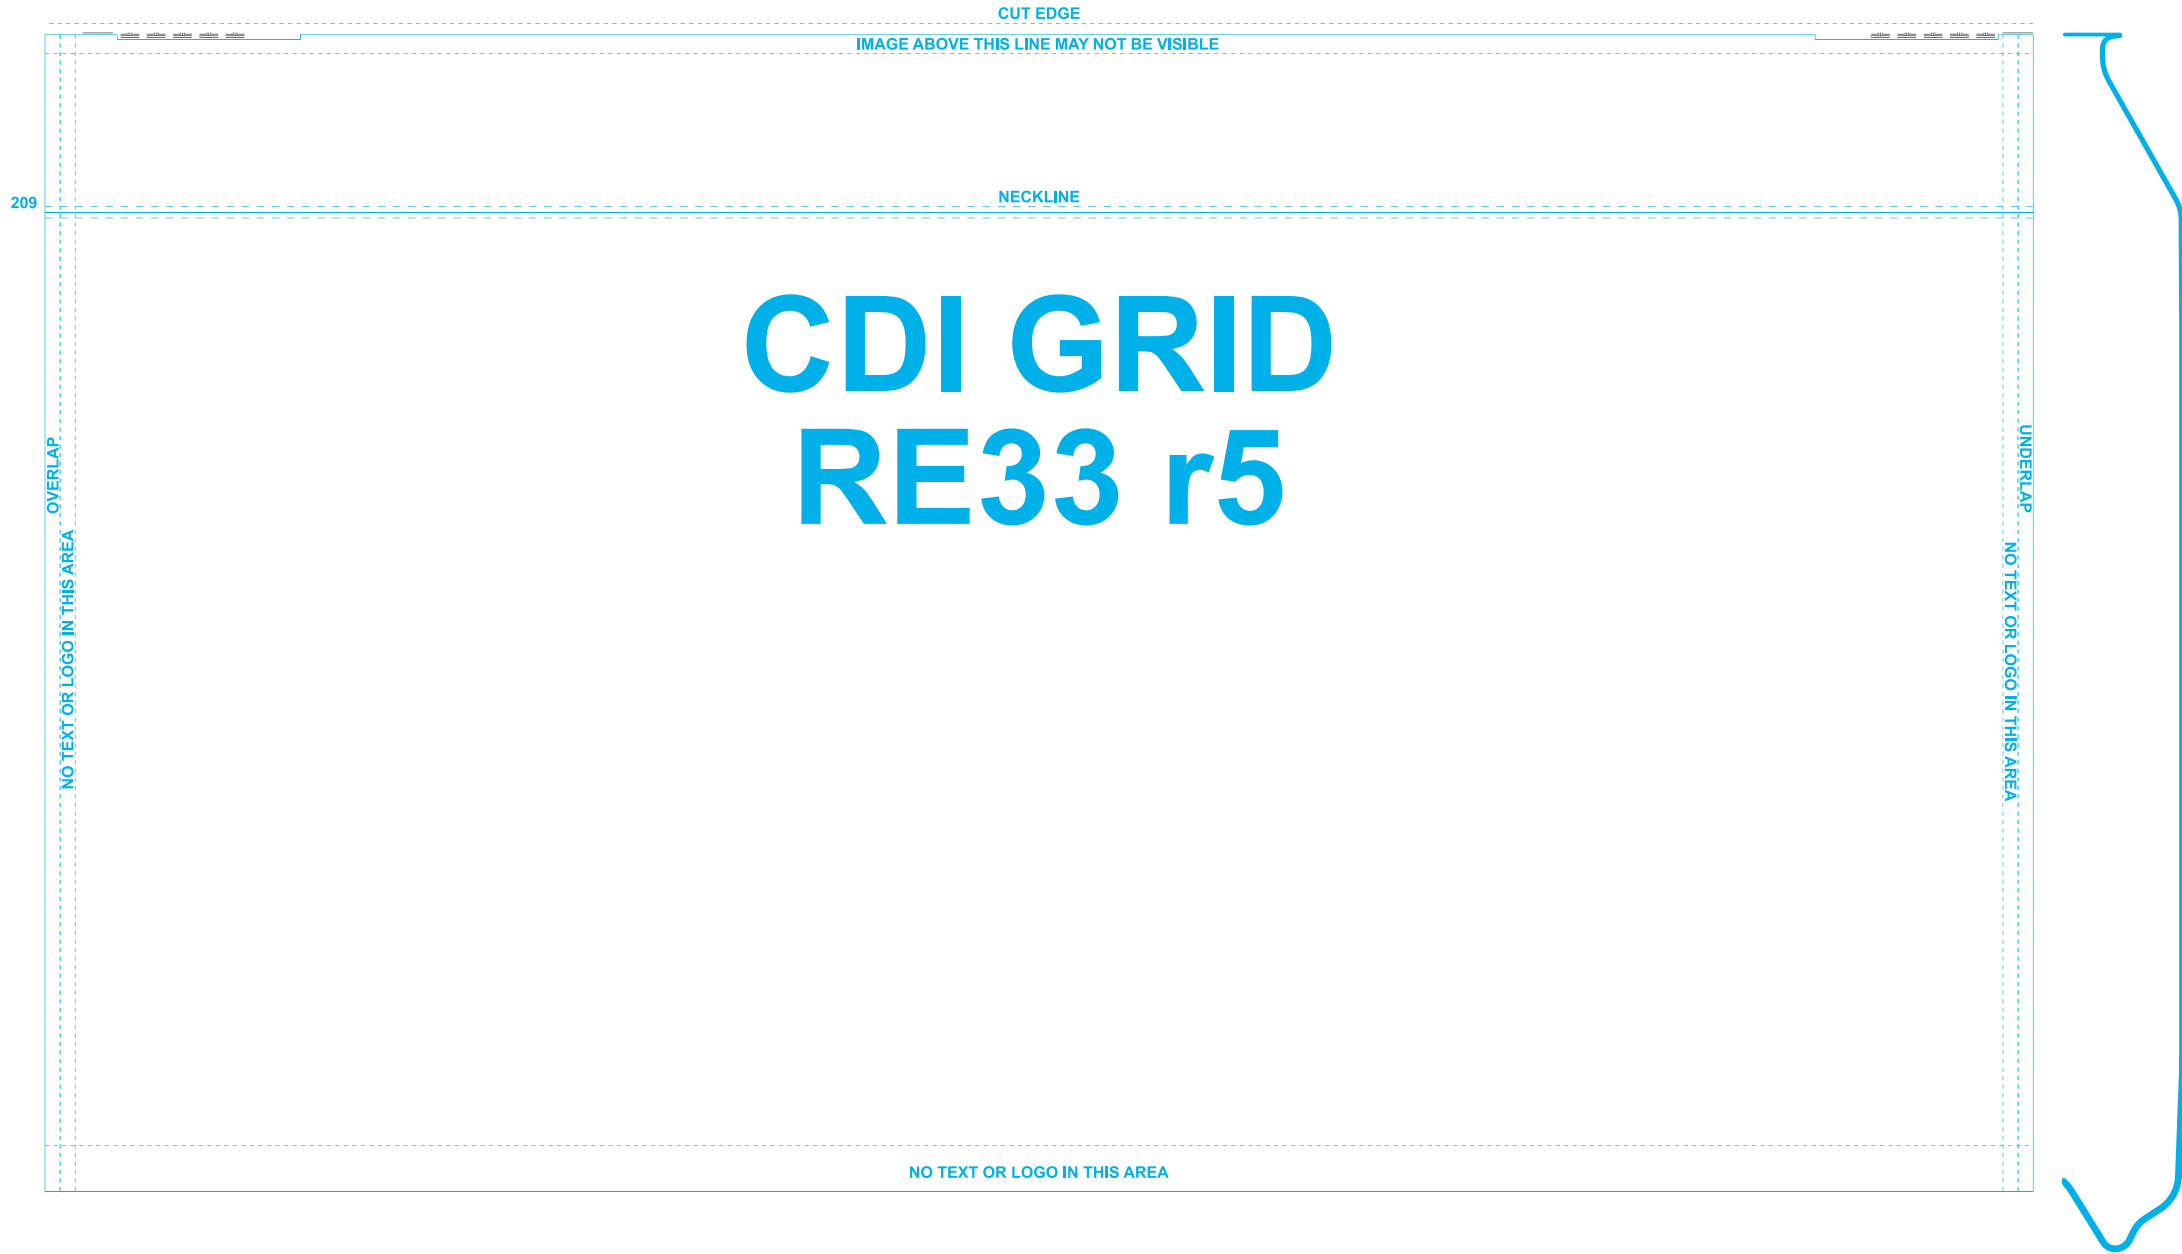 CUT EDGE
IMAGE ABOVE THIS LINE MAY NOT BE VISIBLE
209
NECKLINE
CDI GRID
RE33 r5
OVERLAP
UNDERLAP
NO TEXT OR LOGO IN THIS AREA
NO TEXT OR LOGO IN THIS AREA
NO TEXT OR LOGO IN THIS AREA